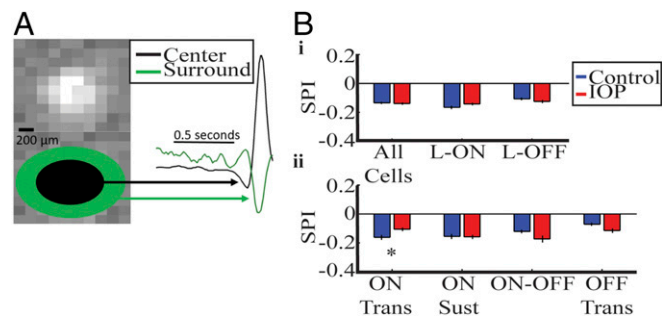 A
Center
Surround
0.5 seconds
200 µm
B
i
0.2
0
-0.2
-0.4
SPI
Control
IOP
All Cells
L-ON
L-OFF
ii
0.2
0
-0.2
-0.4
SPI
*
ON Trans
ON Sust
ON-OFF
OFF Trans